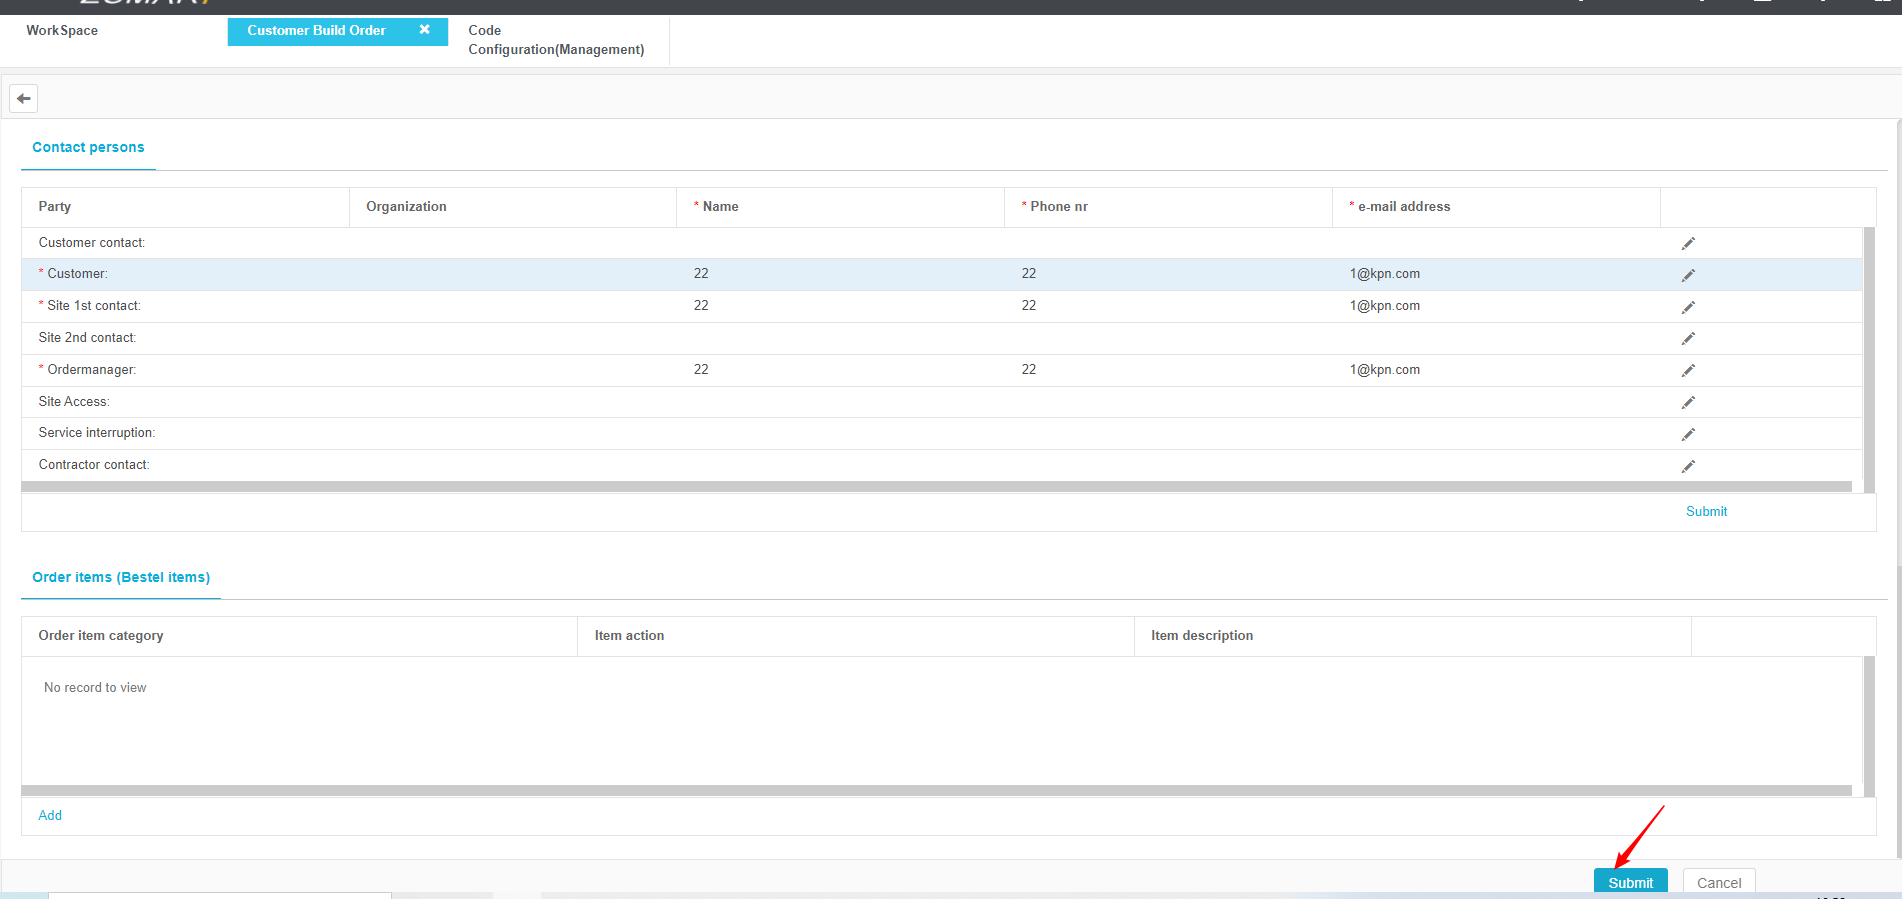 WorkSpace
Customer Build Order
Code
Configuration(Management)
Contact persons
Party Organization * Name * Phone nr * e-mail address
Customer contact:
* Customer: 22 22 1@kpn.com
* Site 1st contact: 22 22 1@kpn.com
Site 2nd contact:
* Ordermanager: 22 22 1@kpn.com
Site Access:
Service interruption:
Contractor contact:
Submit
Order items (Bestel items)
Order item category Item action Item description
No record to view
Add
Submit Cancel